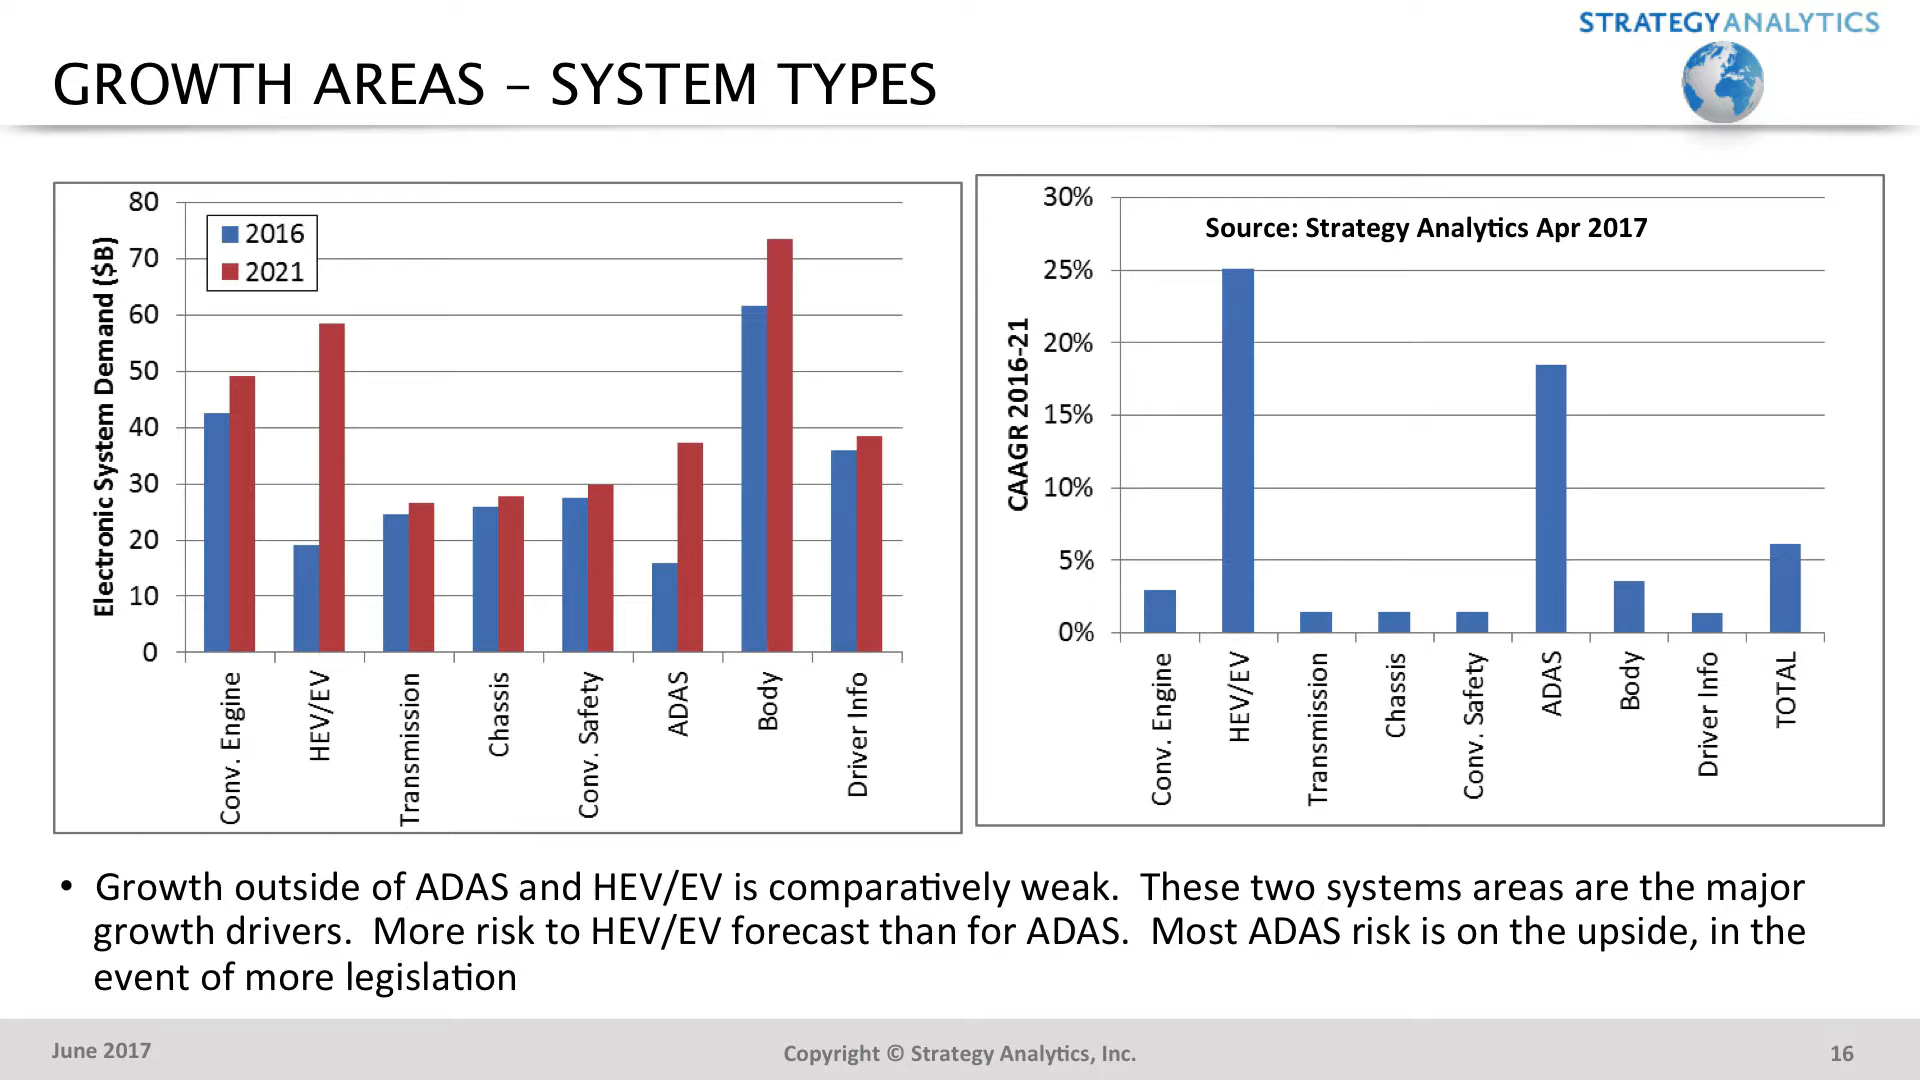 STRATEGYANALYTICS
GROWTH AREAS – SYSTEM TYPES
Electronic System Demand ($B)
80
70
60
50
40
30
20
10
0
2016
2021
Conv. Engine
HEV/EV
Transmission
Chassis
Conv. Safety
ADAS
Body
Driver Info
CAAGR 2016-21
30%
25%
20%
15%
10%
5%
0%
Source: Strategy Analytics Apr 2017
Conv. Engine
HEV/EV
Transmission
Chassis
Conv. Safety
ADAS
Body
Driver Info
TOTAL
• Growth outside of ADAS and HEV/EV is comparatively weak. These two systems areas are the major
growth drivers. More risk to HEV/EV forecast than for ADAS. Most ADAS risk is on the upside, in the
event of more legislation
June 2017
Copyright © Strategy Analytics, Inc.
16